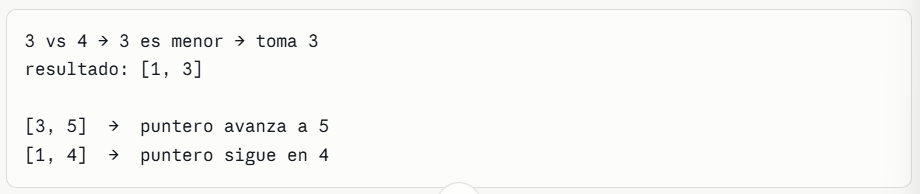 3 vs 4 → 3 es menor → toma 3
resultado: [1, 3]
[3, 5]  →  puntero avanza a 5
[1, 4]  →  puntero sigue en 4